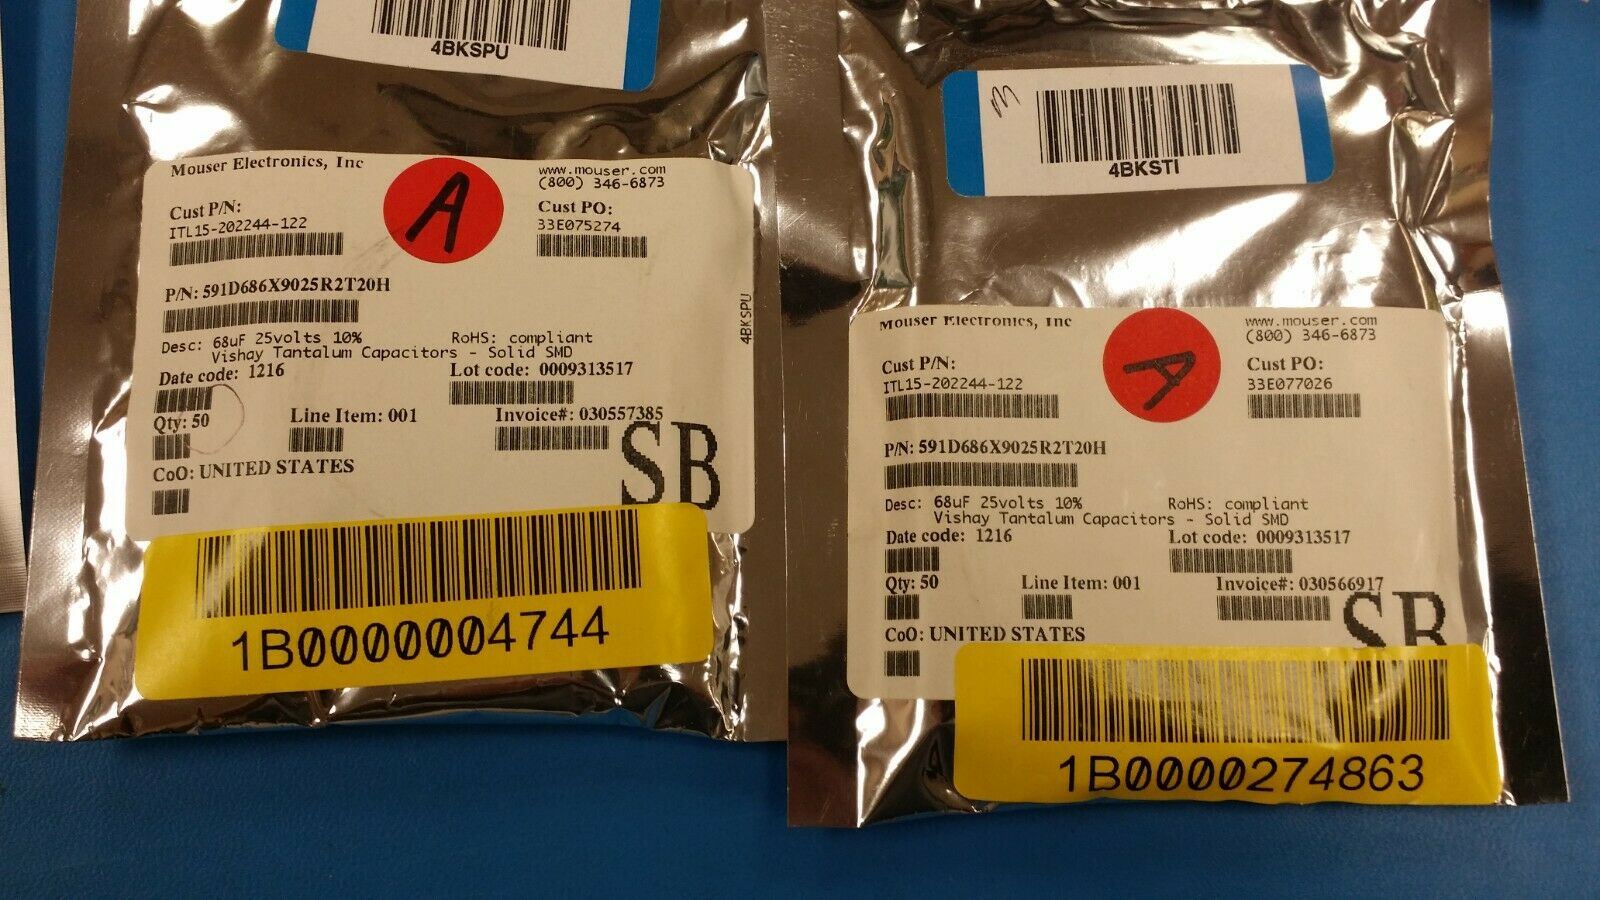 4BKSPU
Mouser Electronics, Inc
www.mouser.com
(800) 346-6873
A
Cust P/N:
ITL15-202244-122
Cust PO:
33E075274
P/N: 591D686X9025R2T20H
Desc: 68uF 25volts 10% RoHS: compliant
Vishay Tantalum Capacitors - Solid SMD
Date code: 1216
Lot code: 0009313517
Qty: 50
Line Item: 001
Invoice#: 030557385
CoO: UNITED STATES
SB
4BKSPU
1B0000004744
M
4BKSTI
Mouser Electronics, Inc
www.mouser.com
(800) 346-6873
A
Cust P/N:
ITL15-202244-122
Cust PO:
33E077026
P/N: 591D686X9025R2T20H
Desc: 68uF 25volts 10% RoHS: compliant
Vishay Tantalum Capacitors - Solid SMD
Date code: 1216
Lot code: 0009313517
Qty: 50
Line Item: 001
Invoice#: 030566917
CoO: UNITED STATES
SB
1B0000274863